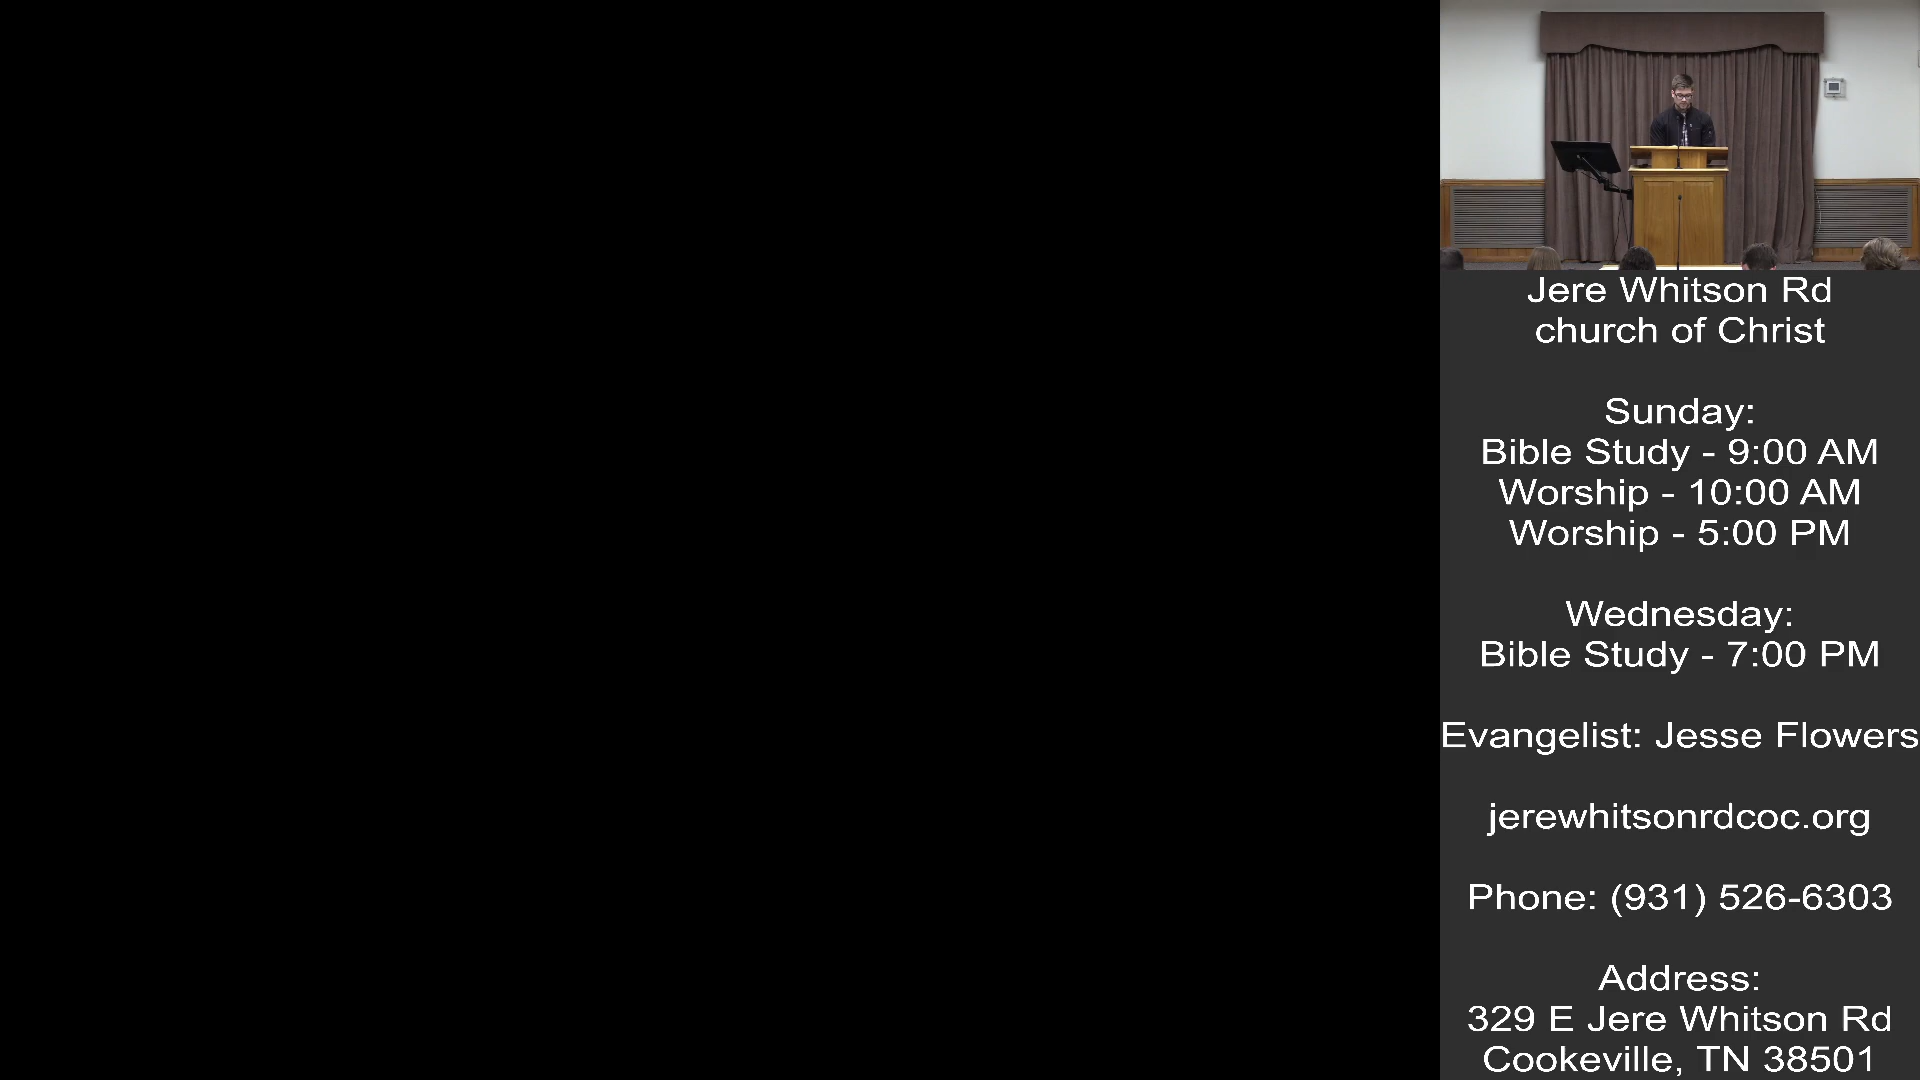 Jere Whitson Rd
church of Christ
Sunday:
Bible Study - 9:00 AM
Worship - 10:00 AM
Worship - 5:00 PM
Wednesday:
Bible Study - 7:00 PM
Evangelist: Jesse Flowers
jerewhitsonrdcoc.org
Phone: (931) 526-6303
Address:
329 E Jere Whitson Rd
Cookeville, TN 38501